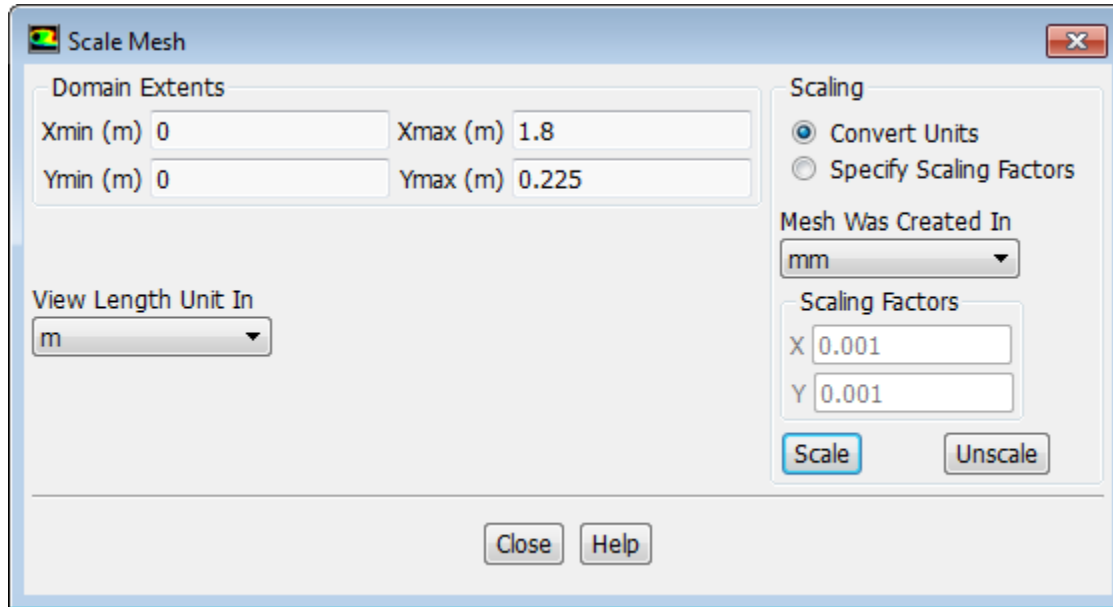 Scale Mesh
Domain Extents
Xmin (m) 0 Xmax (m) 1.8
Ymin (m) 0 Ymax (m) 0.225
View Length Unit In
m
Scaling
Convert Units
Specify Scaling Factors
Mesh Was Created In
mm
Scaling Factors
X 0.001
Y 0.001
Scale Unscale
Close Help